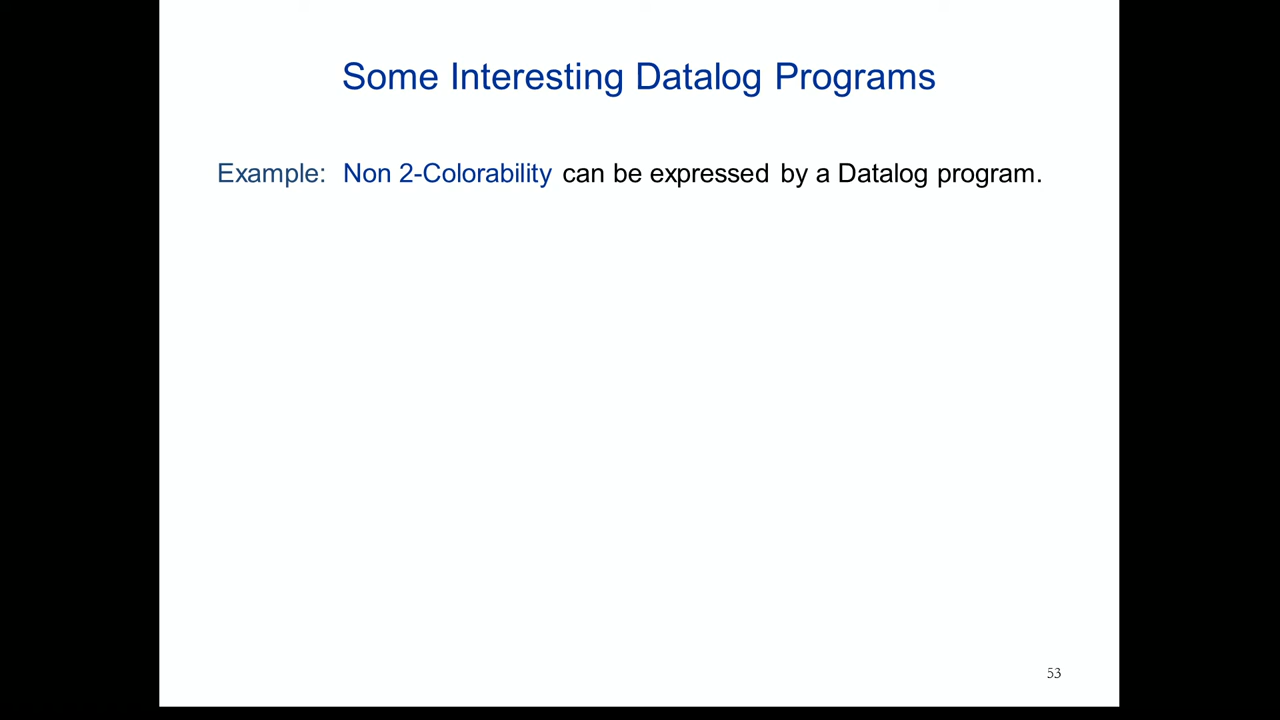 Some Interesting Datalog Programs
Example: Non 2-Colorability can be expressed by a Datalog program.
53